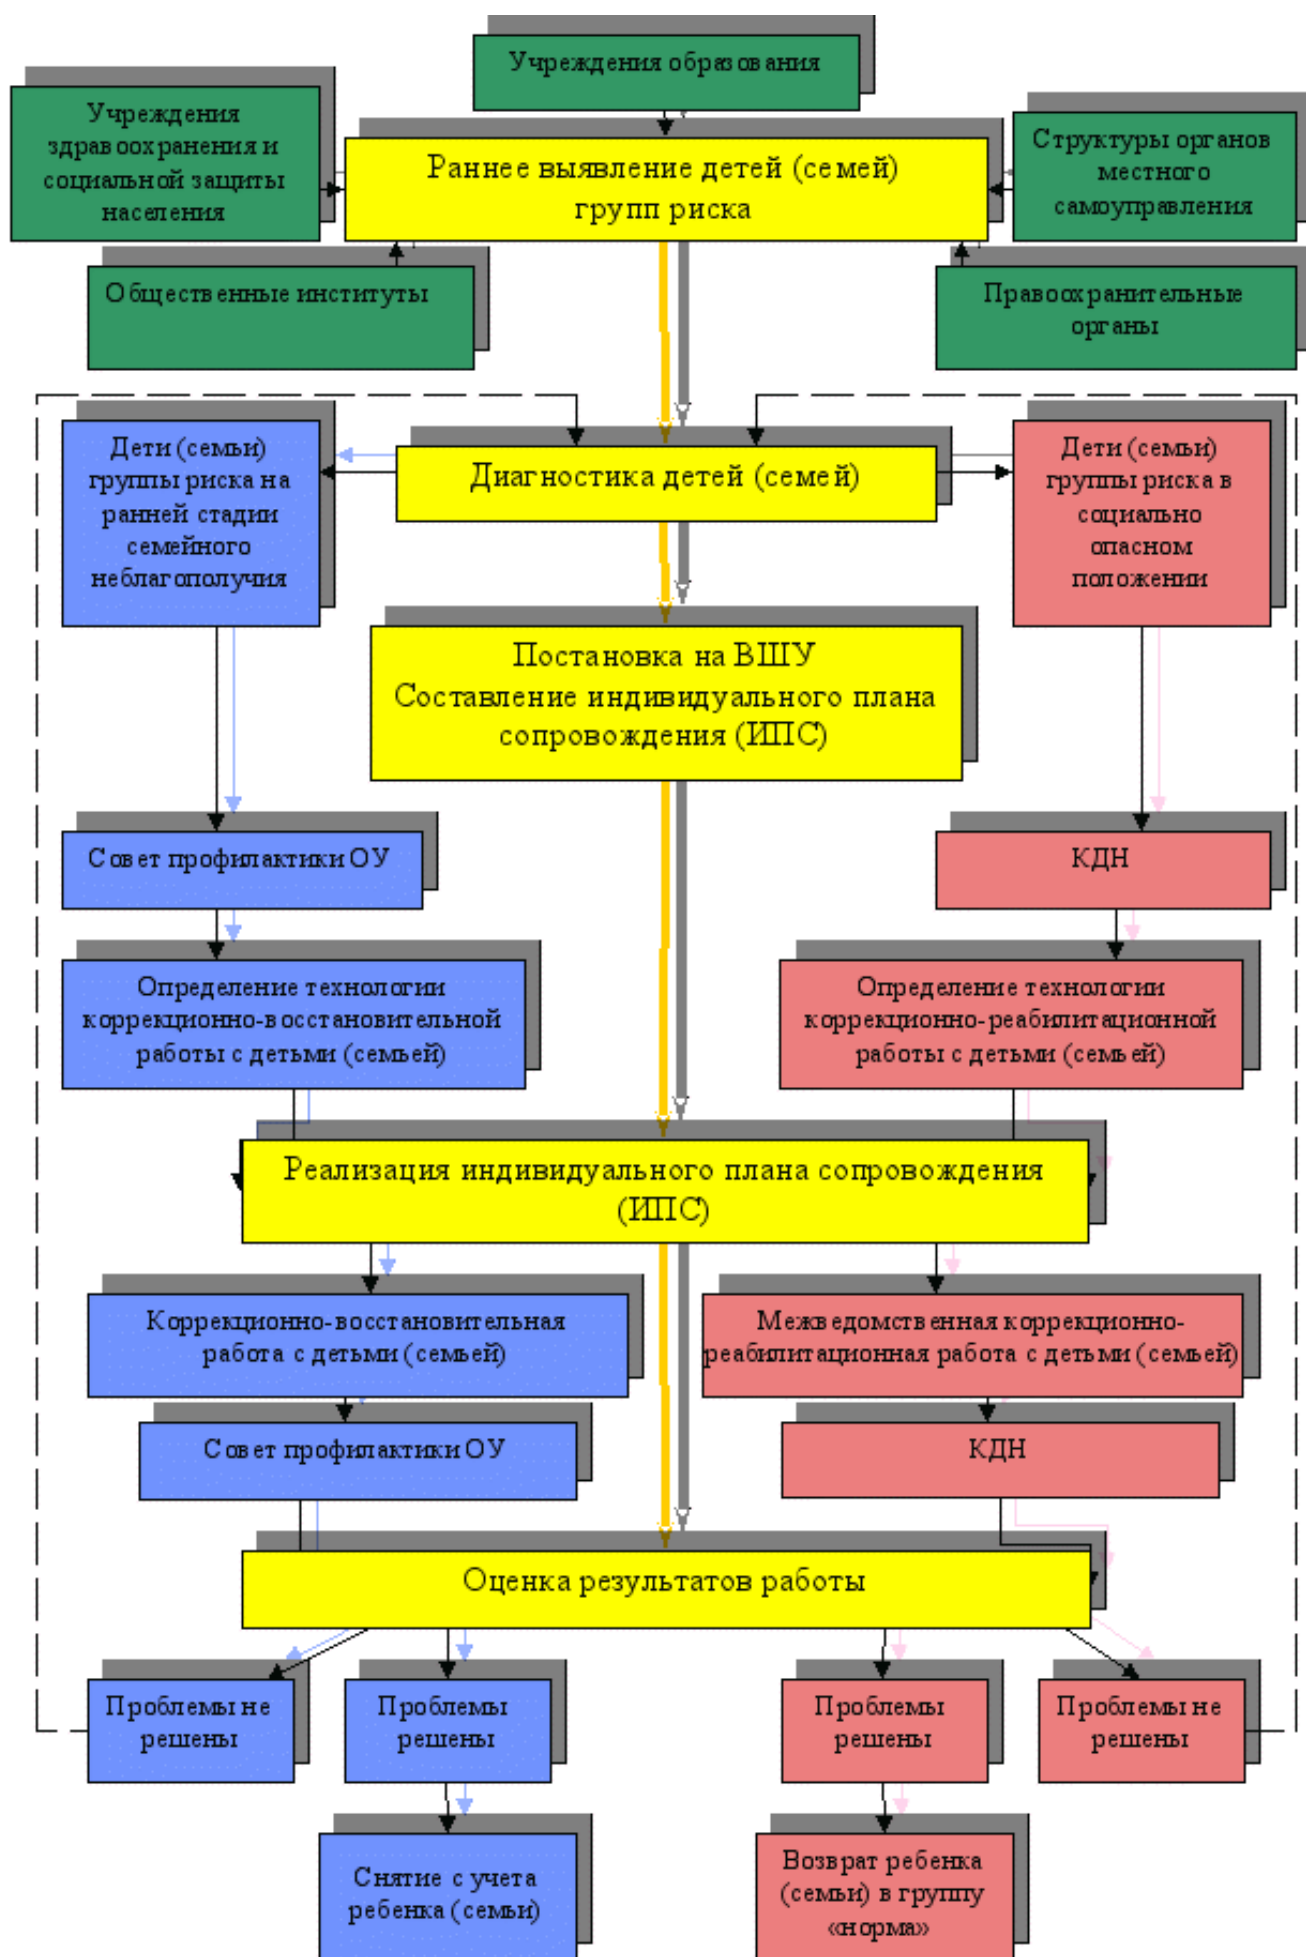 Учреждения образования
Учреждения
здравоохранения и
социальной защиты
населения
Раннее выявление детей (семей)
групп риска
Структуры органов
местного
самоуправления
Общественные институты
Правоохранительные
органы
Дети (семьи)
группы риска на
ранней стадии
семейного
неблагополучия
Диагностика детей (семей)
Дети (семьи)
группы риска в
социально
опасном
положении
Постановка на ВШУ
Составление индивидуального плана
сопровождения (ИПС)
Совет профилактики ОУ
КДН
Определение технологии
коррекционно-восстановительной
работы с детьми (семьей)
Определение технологии
коррекционно-реабилитационной
работы с детьми (семьей)
Реализация индивидуального плана сопровождения
(ИПС)
Коррекционно-восстановительная
работа с детьми (семьей)
Межведомственная коррекционно-
реабилитационная работа с детьми (семьей)
Совет профилактики ОУ
КДН
Оценка результатов работы
Проблемы не
решены
Проблемы
решены
Проблемы
решены
Проблемы не
решены
Снятие с учета
ребенка (семьи)
Возврат ребенка
(семьи) в группу
«норма»